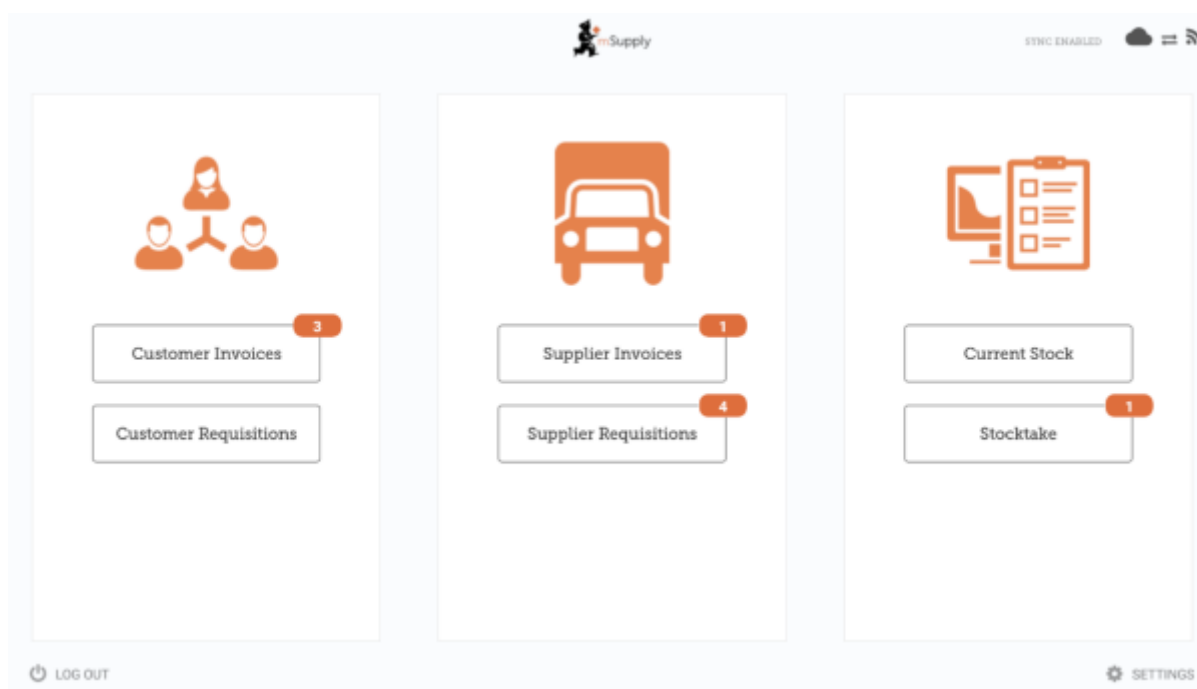 mSupply
SYNC ENABLED
3
Customer Invoices
Customer Requisitions
1
Supplier Invoices
4
Supplier Requisitions
Current Stock
1
Stocktake
LOG OUT
SETTINGS